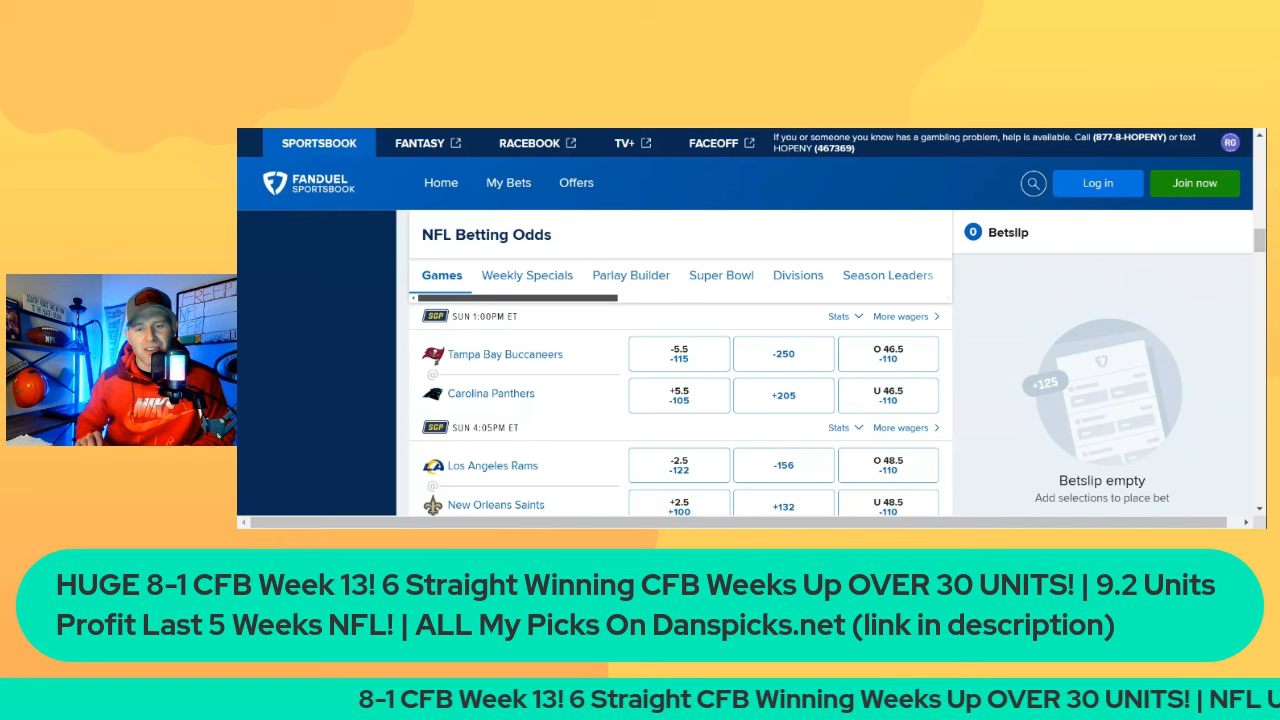 SPORTSBOOK FANTASY RACEBOOK TV+ FACEOFF
If you or someone you know has a gambling problem, help is available. Call (877-8-HOPENY) or text
HOPENY (467369)
RG
FANDUEL
SPORTSBOOK
Home My Bets Offers
Log in Join now
NFL Betting Odds
0 Betslip
Games Weekly Specials Parlay Builder Super Bowl Divisions Season Leaders
SGP SUN 1:00PM ET Stats More wagers
Tampa Bay Buccaneers
-5.5
-115
-250
O 46.5
-110
@
Carolina Panthers
+5.5
-105
+205
U 46.5
-110
SGP SUN 4:05PM ET Stats More wagers
Los Angeles Rams
-2.5
-122
-156
O 48.5
-110
@
New Orleans Saints
+2.5
+100
+132
U 48.5
-110
+125
Betslip empty
Add selections to place bet
NIKE
HUGE 8-1 CFB Week 13! 6 Straight Winning CFB Weeks Up OVER 30 UNITS! | 9.2 Units
Profit Last 5 Weeks NFL! | ALL My Picks On Danspicks.net (link in description)
8-1 CFB Week 13! 6 Straight CFB Winning Weeks Up OVER 30 UNITS! | NFL U